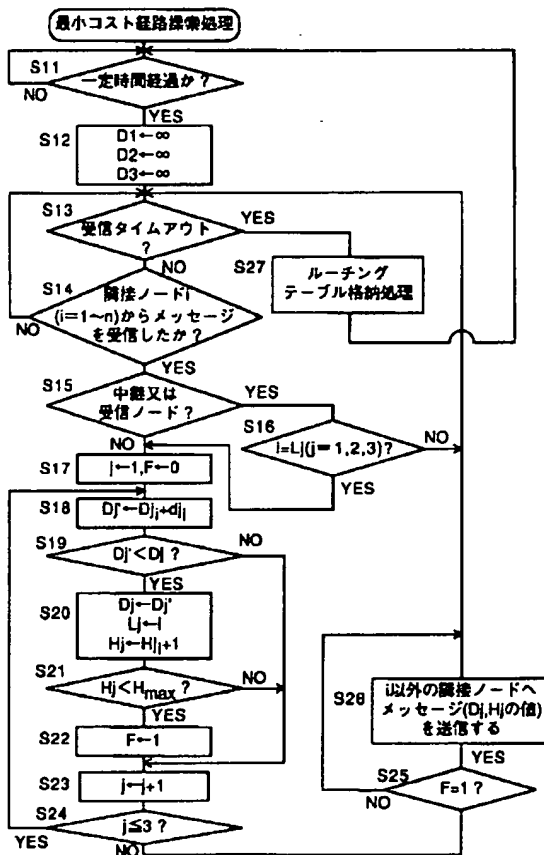 最小コスト経路探索処理
S11
一定時間経過か？
NO
YES
S12
D1←∞
D2←∞
D3←∞
S13
受信タイムアウト
？
YES
NO
S27
ルーチング
テーブル格納処理
S14
隣接ノードi
(i=1〜n)からメッセージ
を受信したか？
NO
YES
S15
中継又は
受信ノード？
YES
NO
S16
i=Lj(j=1,2,3)？
NO
YES
S17
j←1,F←0
S18
Dj'←Dji+dji
S19
Dj'<Dj？
NO
YES
S20
Dj←Dj'
Lj←i
Hj←Hji+1
S21
Hj<Hmax？
NO
YES
S22
F←1
S23
j←j+1
S24
j≦3？
YES
NO
S28
i以外の隣接ノードへ
メッセージ(Dj,Hjの値)
を送信する
YES
S25
F=1？
NO